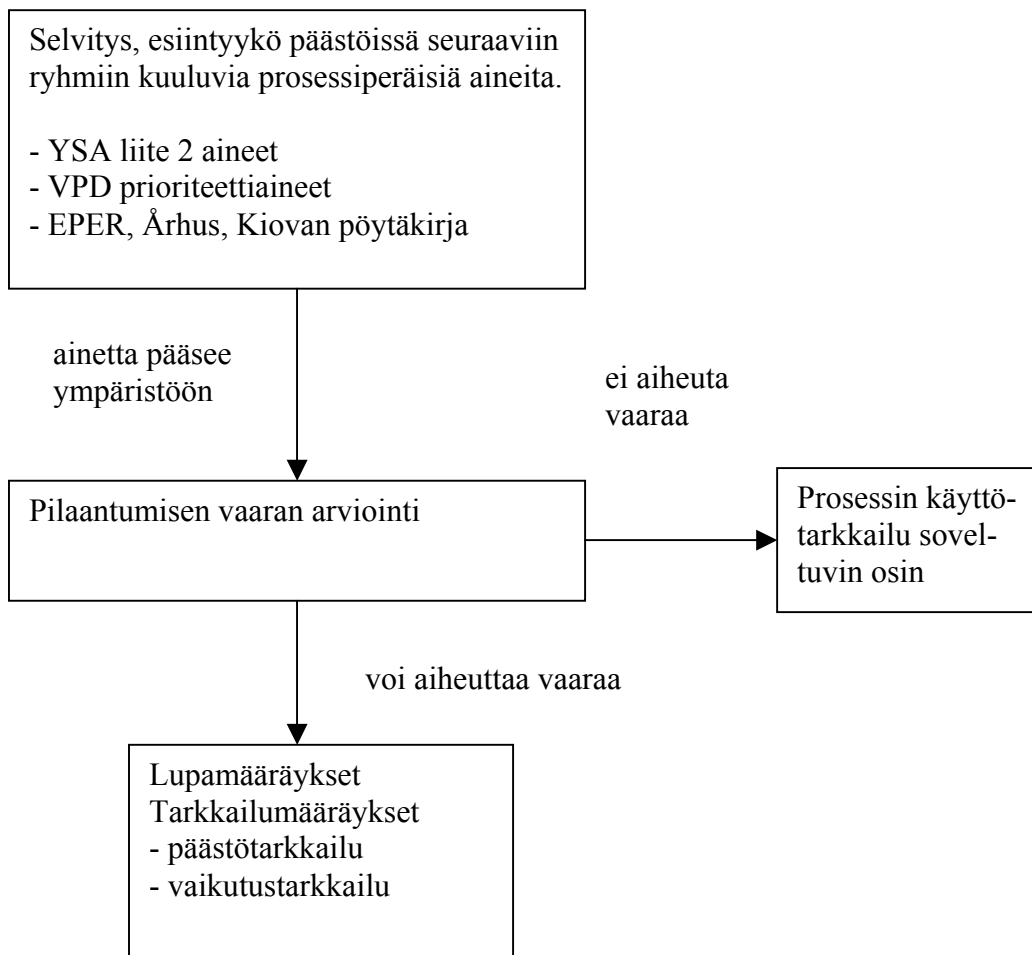 Selvitys, esiintyykö päästöissä seuraaviin
ryhmiin kuuluvia prosessiperäisiä aineita.
- YSA liite 2 aineet
- VPD prioriteettiaineet
- EPER, Århus, Kiovan pöytäkirja
ainetta pääsee
ympäristöön
ei aiheuta
vaaraa
Pilaantumisen vaaran arviointi
Prosessin käyttö-
tarkkailu sovel-
tuvin osin
voi aiheuttaa vaaraa
Lupamääräykset
Tarkkailumääräykset
- päästötarkkailu
- vaikutustarkkailu